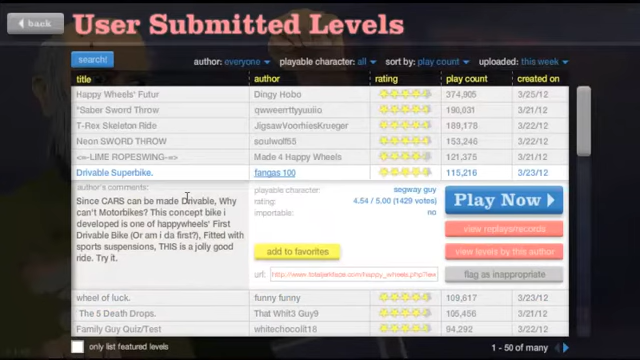 back
User Submitted Levels
search!
author: everyone playable character: all sort by: play count uploaded: this week
title author rating play count created on
Happy Wheels' Futur Dingy Hobo 374,905 3/25/12
"Saber Sword Throw qwweerrttyyuuiio 190,031 3/25/12
T-Rex Skeleton Ride JigsawVoorhiesKrueger 189,178 3/22/12
Neon SWORD THROW soulwolf85 153,246 3/22/12
<=-LIME ROPESWING-=> Made 4 Happy Wheels 121,375 3/21/12
Drivable Superbike. fangas 100 115,216 3/23/12
author's comments:
Since CARS can be made Drivable, Why
can't Motorbikes? This concept bike i
developed is one of happywheels' First
Drivable Bike (Or am i da first?), Fitted with
sports suspensions, THIS is a jolly good
ride. Try it.
playable character: segway guy
rating: 4.54 / 5.00 (1429 votes)
importable: no
add to favorites
url: http://www.totaljerkface.com/happy_wheels.php?
Play Now
view replays/records
view levels by this author
flag as inappropriate
wheel of luck. funny funny 109,617 3/23/12
The 5 Death Drops. That Whit3 Guy9 105,456 3/21/12
Family Guy Quiz/Test whitechocolit18 94,292 3/22/12
only list featured levels
1 - 50 of many